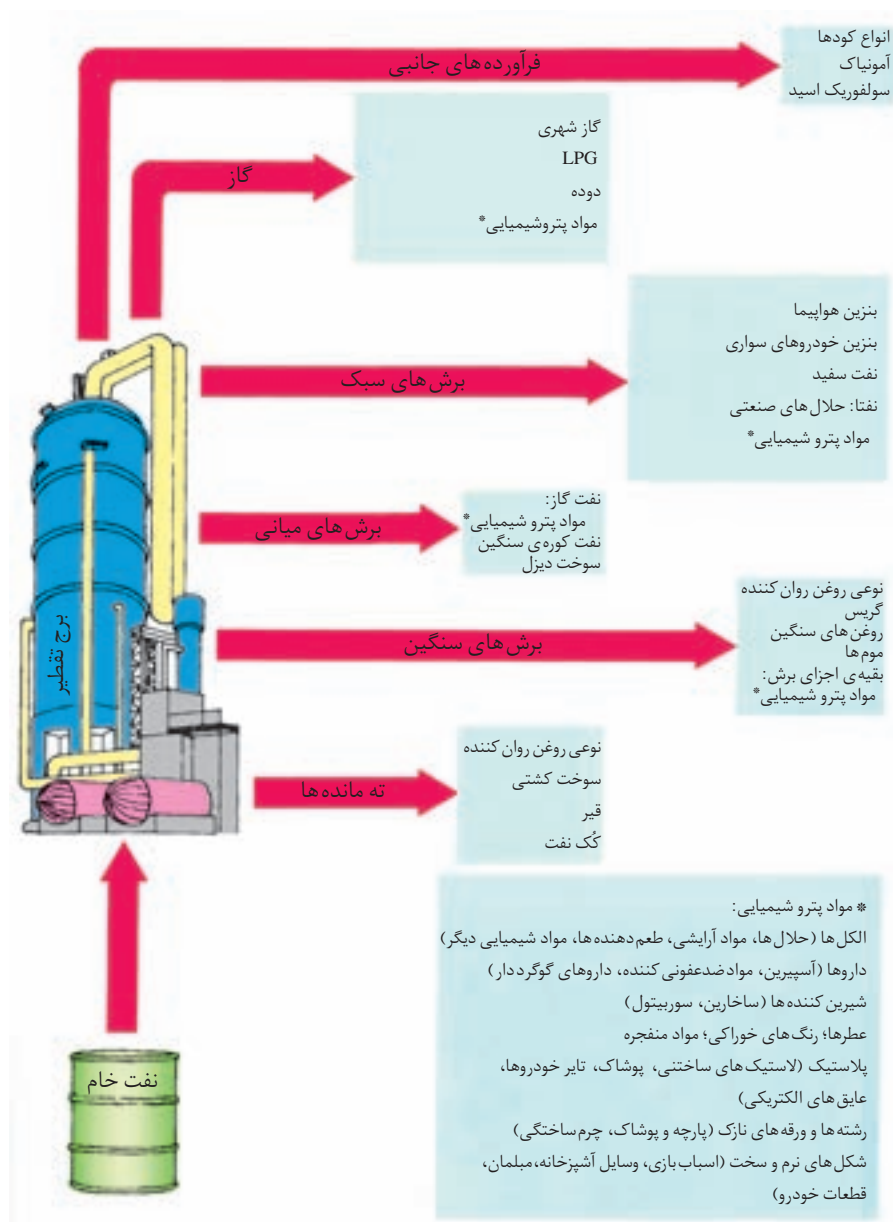 انواع کودها
آمونیاک
سولفوریک اسید
فرآورده‌های جانبی
گاز شهری
LPG
دوده
مواد پتروشیمیایی*
گاز
بنزین هواپیما
بنزین خودروهای سواری
نفت سفید
نفتا: حلال‌های صنعتی
مواد پترو شیمیایی*
برش‌های سبک
نفت گاز:
مواد پترو شیمیایی*
نفت کوره‌ی سنگین
سوخت دیزل
برش‌های میانی
نوعی روغن روان کننده
گریس
روغن‌های سنگین
موم‌ها
بقیه‌ی اجزای برش:
مواد پترو شیمیایی*
برش‌های سنگین
برج تقطیر
نوعی روغن روان کننده
سوخت کشتی
قیر
کُک نفت
ته مانده‌ها
* مواد پترو شیمیایی:
الکل‌ها (حلال‌ها، مواد آرایشی، طعم‌دهنده‌ها، مواد شیمیایی دیگر)
داروها (آسپیرین، مواد ضدعفونی کننده، داروهای گوگرددار)
شیرین کننده‌ها (ساخارین، سوربیتول)
عطرها؛ رنگ‌های خوراکی؛ مواد منفجره
پلاستیک (لاستیک‌های ساختنی، پوشاک، تایر خودروها،
عایق‌های الکتریکی)
رشته‌ها و ورقه‌های نازک (پارچه و پوشاک، چرم‌ساختگی)
شکل‌های نرم و سخت (اسباب‌بازی، وسایل آشپزخانه،مبلمان،
قطعات خودرو)
نفت خام